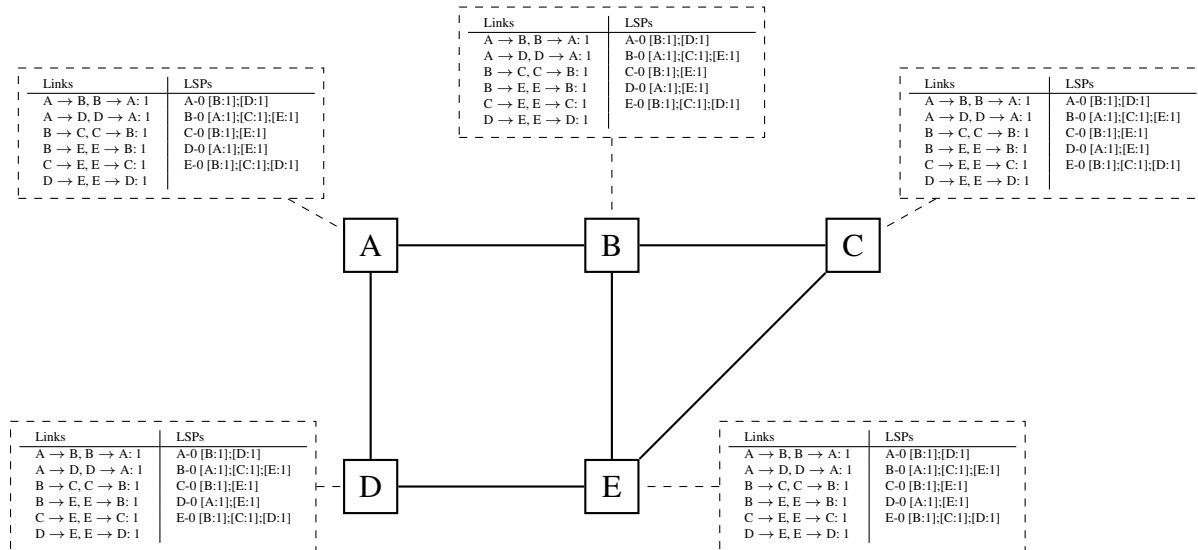 Links LSPs
A → B, B → A: 1 A-0 [B:1];[D:1]
A → D, D → A: 1 B-0 [A:1];[C:1];[E:1]
B → C, C → B: 1 C-0 [B:1];[E:1]
B → E, E → B: 1 D-0 [A:1];[E:1]
C → E, E → C: 1 E-0 [B:1];[C:1];[D:1]
D → E, E → D: 1
Links LSPs
A → B, B → A: 1 A-0 [B:1];[D:1]
A → D, D → A: 1 B-0 [A:1];[C:1];[E:1]
B → C, C → B: 1 C-0 [B:1];[E:1]
B → E, E → B: 1 D-0 [A:1];[E:1]
C → E, E → C: 1 E-0 [B:1];[C:1];[D:1]
D → E, E → D: 1
Links LSPs
A → B, B → A: 1 A-0 [B:1];[D:1]
A → D, D → A: 1 B-0 [A:1];[C:1];[E:1]
B → C, C → B: 1 C-0 [B:1];[E:1]
B → E, E → B: 1 D-0 [A:1];[E:1]
C → E, E → C: 1 E-0 [B:1];[C:1];[D:1]
D → E, E → D: 1
A B C
Links LSPs
A → B, B → A: 1 A-0 [B:1];[D:1]
A → D, D → A: 1 B-0 [A:1];[C:1];[E:1]
B → C, C → B: 1 C-0 [B:1];[E:1]
B → E, E → B: 1 D-0 [A:1];[E:1]
C → E, E → C: 1 E-0 [B:1];[C:1];[D:1]
D → E, E → D: 1
D E
Links LSPs
A → B, B → A: 1 A-0 [B:1];[D:1]
A → D, D → A: 1 B-0 [A:1];[C:1];[E:1]
B → C, C → B: 1 C-0 [B:1];[E:1]
B → E, E → B: 1 D-0 [A:1];[E:1]
C → E, E → C: 1 E-0 [B:1];[C:1];[D:1]
D → E, E → D: 1